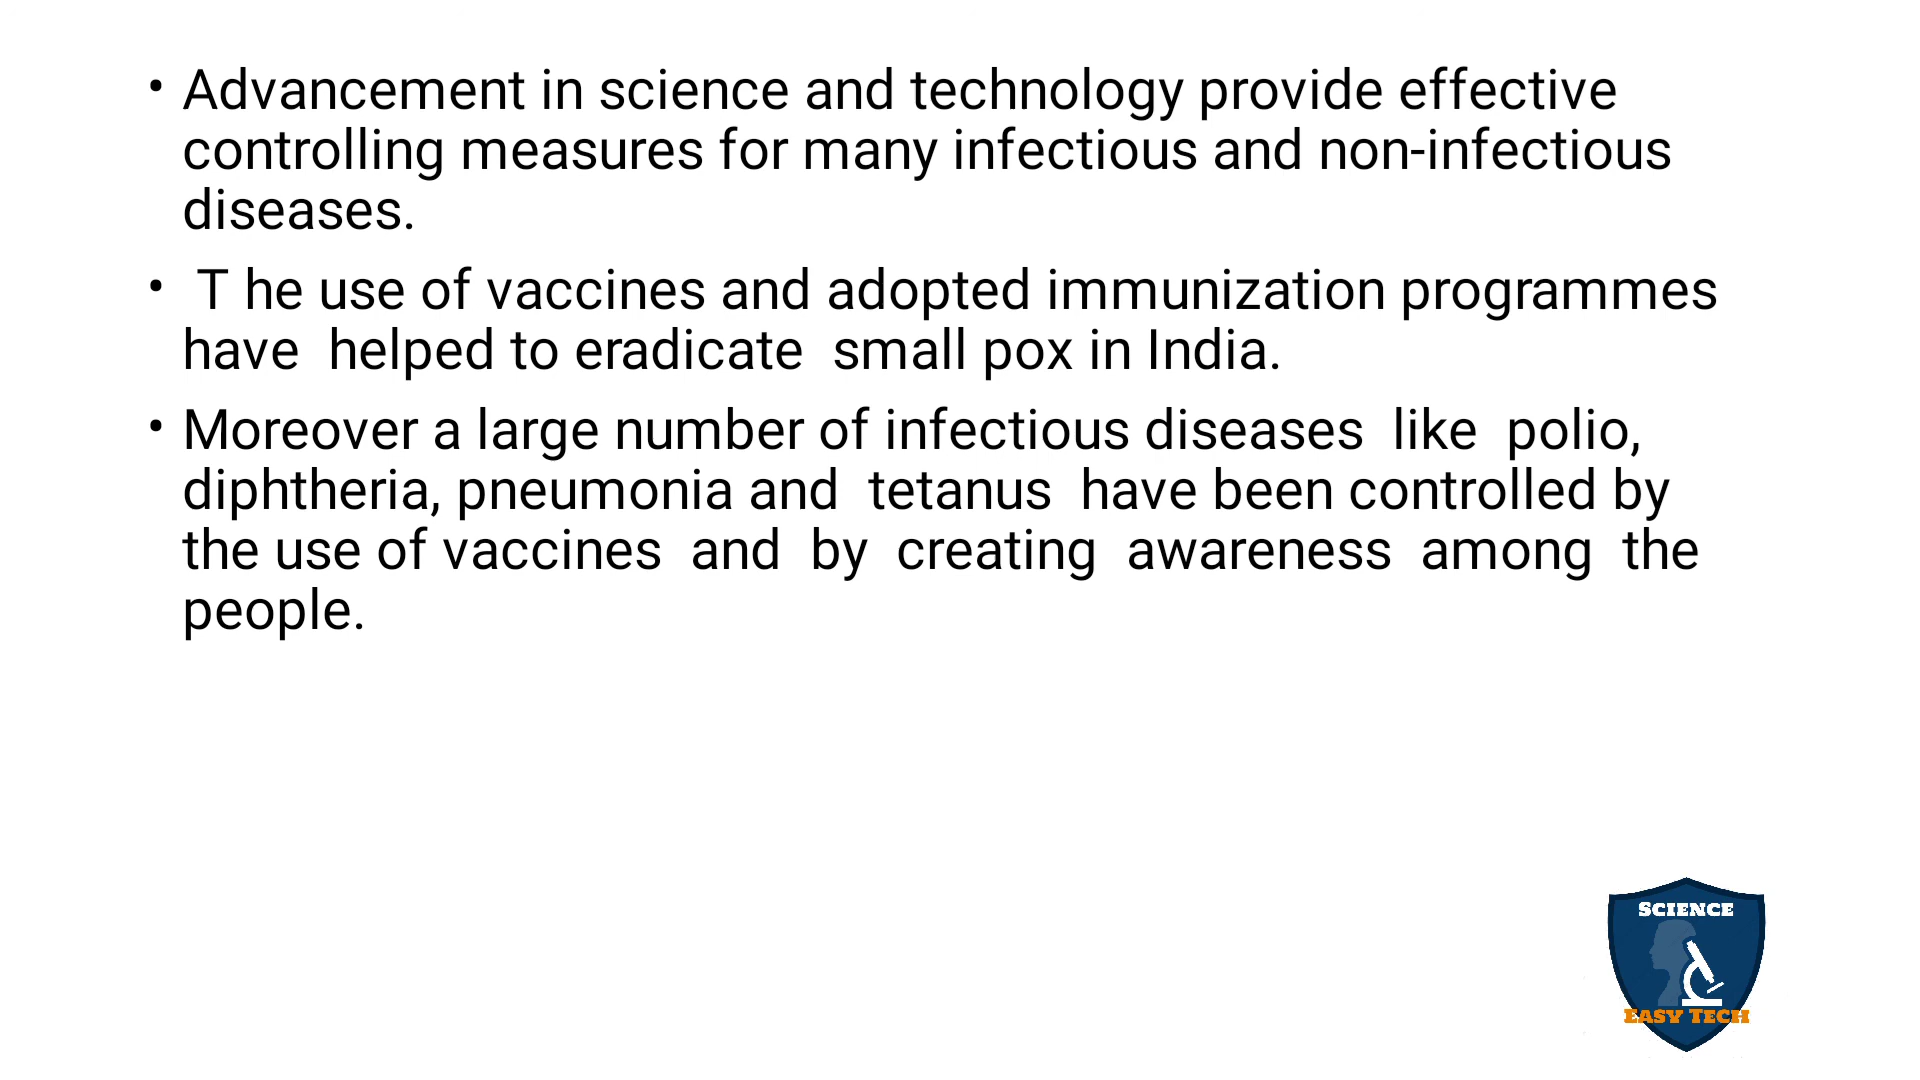 • Advancement in science and technology provide effective
controlling measures for many infectious and non-infectious
diseases.
•  T he use of vaccines and adopted immunization programmes
have  helped to eradicate  small pox in India.
• Moreover a large number of infectious diseases  like  polio,
diphtheria, pneumonia and  tetanus  have been controlled by
the use of vaccines  and  by  creating  awareness  among  the
people.
SCIENCE
EASY TECH